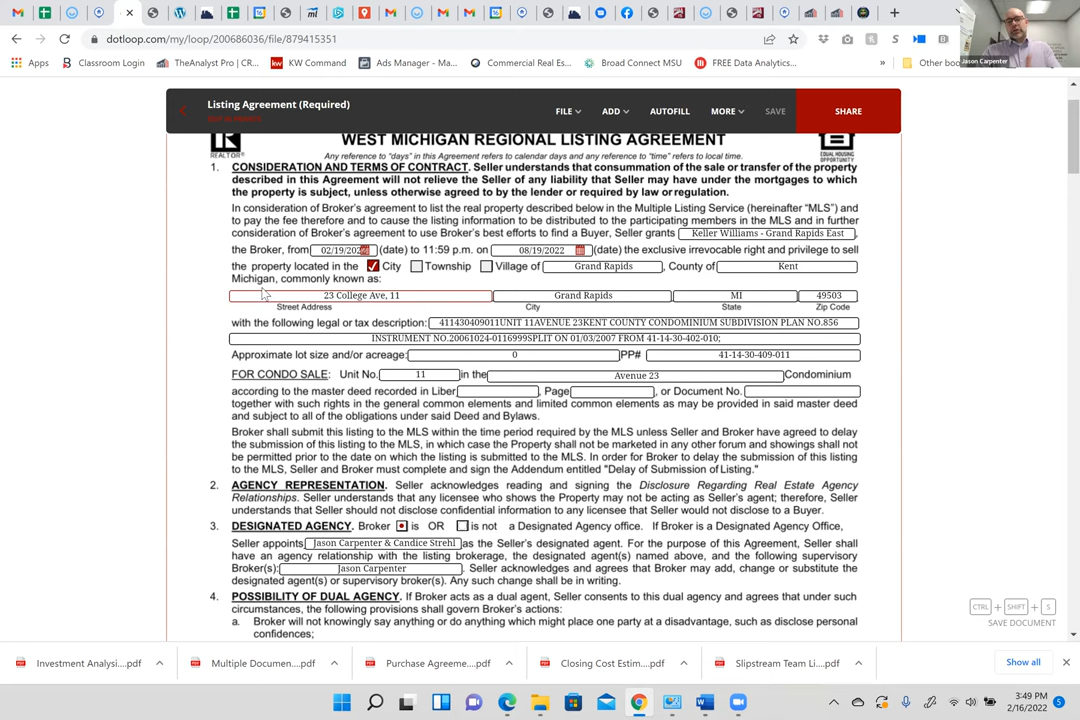 dotloop.com/my/loop/200686036/file/879415351
Apps
Classroom Login
TheAnalyst Pro | CR...
KW Command
Ads Manager - Ma...
Commercial Real Es...
Broad Connect MSU
FREE Data Analytics...
»
Other boo
Jason Carpenter
Listing Agreement (Required)
FILE
ADD
AUTOFILL
MORE
SAVE
SHARE
REALTOR®
WEST MICHIGAN REGIONAL LISTING AGREEMENT
EQUAL HOUSING
OPPORTUNITY
Any reference to "days" in this Agreement refers to calendar days and any reference to "time" refers to local time.
1. CONSIDERATION AND TERMS OF CONTRACT. Seller understands that consummation of the sale or transfer of the property
described in this Agreement will not relieve the Seller of any liability that Seller may have under the mortgages to which
the property is subject, unless otherwise agreed to by the lender or required by law or regulation.
In consideration of Broker's agreement to list the real property described below in the Multiple Listing Service (hereinafter "MLS") and
to pay the fee therefore and to cause the listing information to be distributed to the participating members in the MLS and in further
consideration of Broker's agreement to use Broker's best efforts to find a Buyer, Seller grants Keller Williams - Grand Rapids East
the Broker, from 02/19/2022 (date) to 11:59 p.m. on 08/19/2022 (date) the exclusive irrevocable right and privilege to sell
the property located in the City Township Village of Grand Rapids, County of Kent
Michigan, commonly known as:
23 College Ave, 11 Grand Rapids MI 49503
Street Address City State Zip Code
with the following legal or tax description: 411430409011UNIT 11AVENUE 23KENT COUNTY CONDOMINIUM SUBDIVISION PLAN NO.856
INSTRUMENT NO.20061024-0116999SPLIT ON 01/03/2007 FROM 41-14-30-402-010;
Approximate lot size and/or acreage: 0 PP# 41-14-30-409-011
FOR CONDO SALE: Unit No. 11 in the Avenue 23 Condominium
according to the master deed recorded in Liber , Page , or Document No.
together with such rights in the general common elements and limited common elements as may be provided in said master deed
and subject to all of the obligations under said Deed and Bylaws.
Broker shall submit this listing to the MLS within the time period required by the MLS unless Seller and Broker have agreed to delay
the submission of this listing to the MLS, in which case the Property shall not be marketed in any other forum and showings shall not
be permitted prior to the date on which the listing is submitted to the MLS. In order for Broker to delay the submission of this listing
to the MLS, Seller and Broker must complete and sign the Addendum entitled "Delay of Submission of Listing."
2. AGENCY REPRESENTATION. Seller acknowledges reading and signing the Disclosure Regarding Real Estate Agency
Relationships. Seller understands that any licensee who shows the Property may not be acting as Seller's agent; therefore, Seller
understands that Seller should not disclose confidential information to any licensee that Seller would not disclose to a Buyer.
3. DESIGNATED AGENCY. Broker is OR is not a Designated Agency office. If Broker is a Designated Agency Office,
Seller appoints Jason Carpenter & Candice Strehl as the Seller's designated agent. For the purpose of this Agreement, Seller shall
have an agency relationship with the listing brokerage, the designated agent(s) named above, and the following supervisory
Broker(s): Jason Carpenter . Seller acknowledges and agrees that Broker may add, change or substitute the
designated agent(s) or supervisory broker(s). Any such change shall be in writing.
4. POSSIBILITY OF DUAL AGENCY. If Broker acts as a dual agent, Seller consents to this dual agency and agrees that under such
circumstances, the following provisions shall govern Broker's actions:
a. Broker will not knowingly say anything or do anything which might place one party at a disadvantage, such as disclose personal
confidences;
CTRL + SHIFT + S
SAVE DOCUMENT
Investment Analysi....pdf
Multiple Documen....pdf
Purchase Agreeme....pdf
Closing Cost Estim....pdf
Slipstream Team Li....pdf
Show all
3:49 PM
2/16/2022